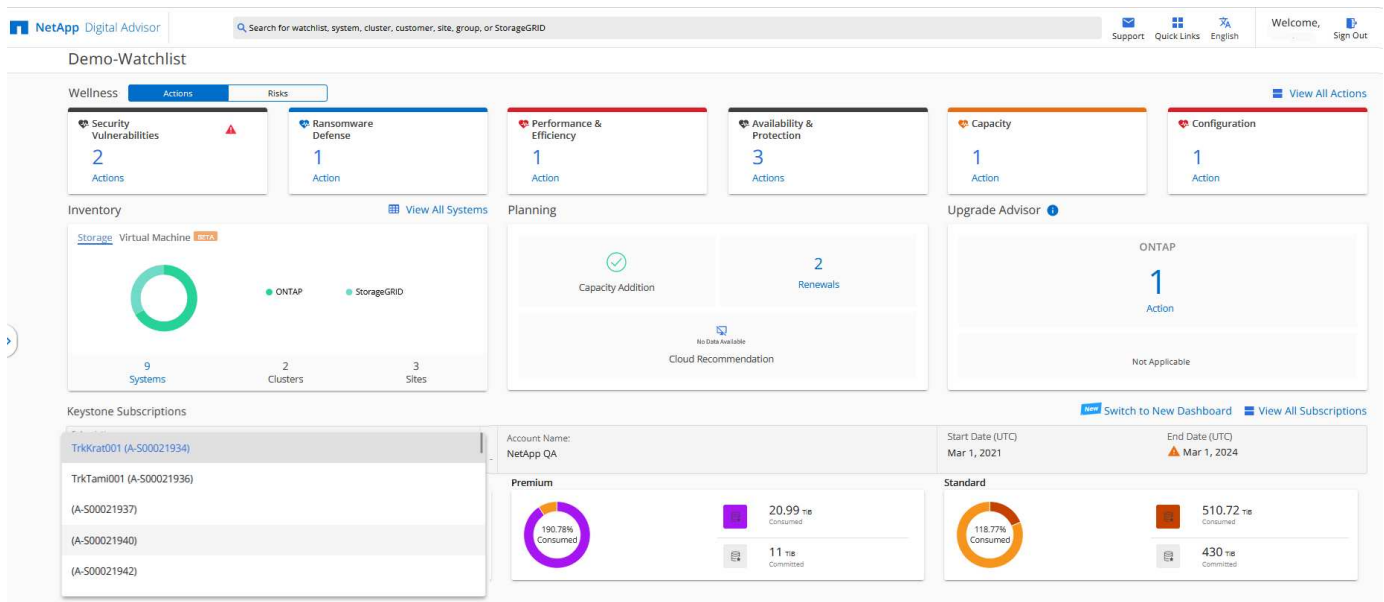 NetApp Digital Advisor
Search for watchlist, system, cluster, customer, site, group, or StorageGRID
Support
Quick Links
English
Welcome,
Sign Out
Demo-Watchlist
Wellness
Actions
Risks
View All Actions
Security
Vulnerabilities
2
Actions
Ransomware
Defense
1
Action
Performance &
Efficiency
1
Action
Availability &
Protection
3
Actions
Capacity
1
Action
Configuration
1
Action
Inventory
View All Systems
Storage Virtual Machine BETA
ONTAP
StorageGRID
9
Systems
2
Clusters
3
Sites
Planning
Capacity Addition
2
Renewals
No Data Available
Cloud Recommendation
Upgrade Advisor
ONTAP
1
Action
Not Applicable
Keystone Subscriptions
New Switch to New Dashboard
View All Subscriptions
TrkKrat001 (A-S00021934)
TrkTami001 (A-S00021936)
(A-S00021937)
(A-S00021940)
(A-S00021942)
Account Name:
NetApp QA
Start Date (UTC)
Mar 1, 2021
End Date (UTC)
Mar 1, 2024
Premium
190.78%
Consumed
20.99 TiB
Consumed
11 TiB
Committed
Standard
118.77%
Consumed
510.72 TiB
Consumed
430 TiB
Committed